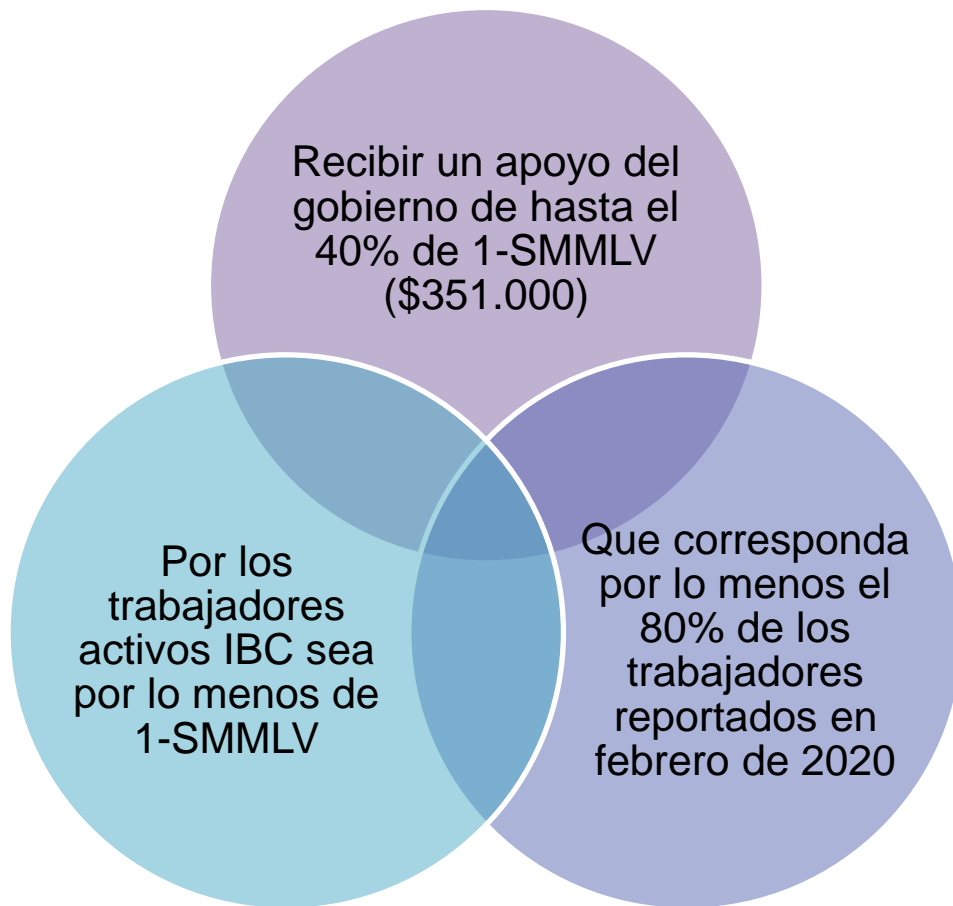 Recibir un apoyo del
gobierno de hasta el
40% de 1-SMMLV
($351.000)
Por los
trabajadores
activos IBC sea
por lo menos de
1-SMMLV
Que corresponda
por lo menos el
80% de los
trabajadores
reportados en
febrero de 2020